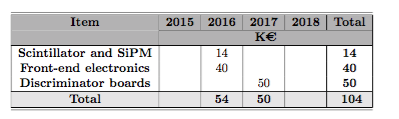 Item 2015 2016 2017 2018 Total
K€
Scintillator and SiPM 14 14
Front-end electronics 40 40
Discriminator boards 50 50
Total 54 50 104